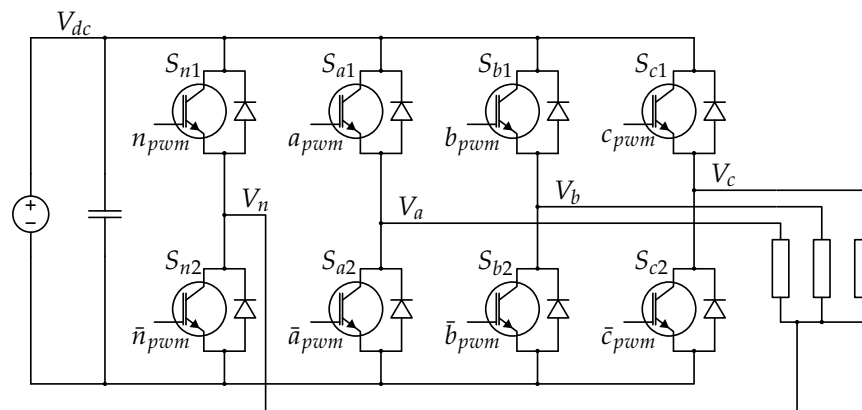 V_dc
S_n1 S_a1 S_b1 S_c1
n_pwm a_pwm b_pwm c_pwm
V_n V_a V_b V_c
+
−
S_n2 S_a2 S_b2 S_c2
n̄_pwm ā_pwm b̄_pwm c̄_pwm